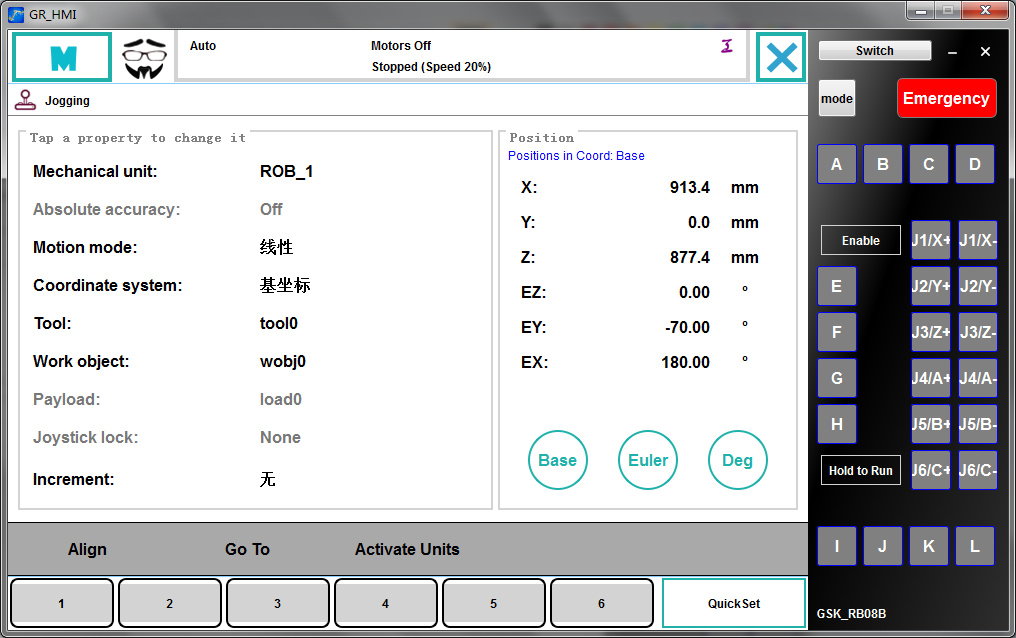 GR_HMI
M
Auto
Motors Off
Stopped (Speed 20%)
Jogging
Tap a property to change it
Mechanical unit: ROB_1
Absolute accuracy: Off
Motion mode: 线性
Coordinate system: 基坐标
Tool: tool0
Work object: wobj0
Payload: load0
Joystick lock: None
Increment: 无
Position
Positions in Coord: Base
X: 913.4 mm
Y: 0.0 mm
Z: 877.4 mm
EZ: 0.00 °
EY: -70.00 °
EX: 180.00 °
Base Euler Deg
Align Go To Activate Units
1 2 3 4 5 6 QuickSet
Switch
mode Emergency
A B C D
Enable J1/X+ J1/X-
E J2/Y+ J2/Y-
F J3/Z+ J3/Z-
G J4/A+ J4/A-
H J5/B+ J5/B-
Hold to Run J6/C+ J6/C-
I J K L
GSK_RB08B